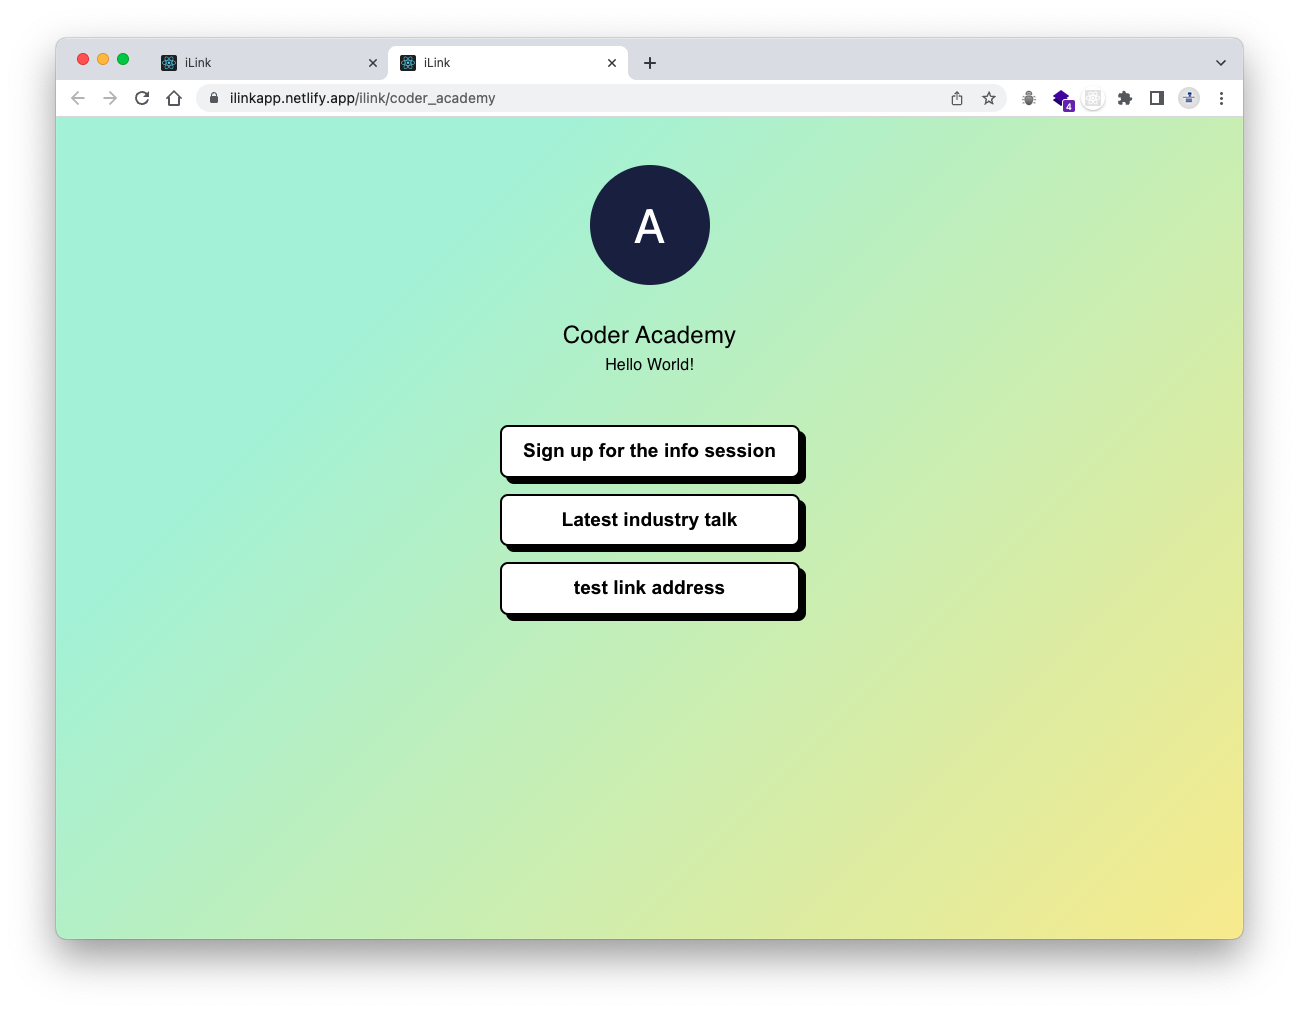 iLink
iLink
ilinkapp.netlify.app/ilink/coder_academy
4
A
Coder Academy
Hello World!
Sign up for the info session
Latest industry talk
test link address